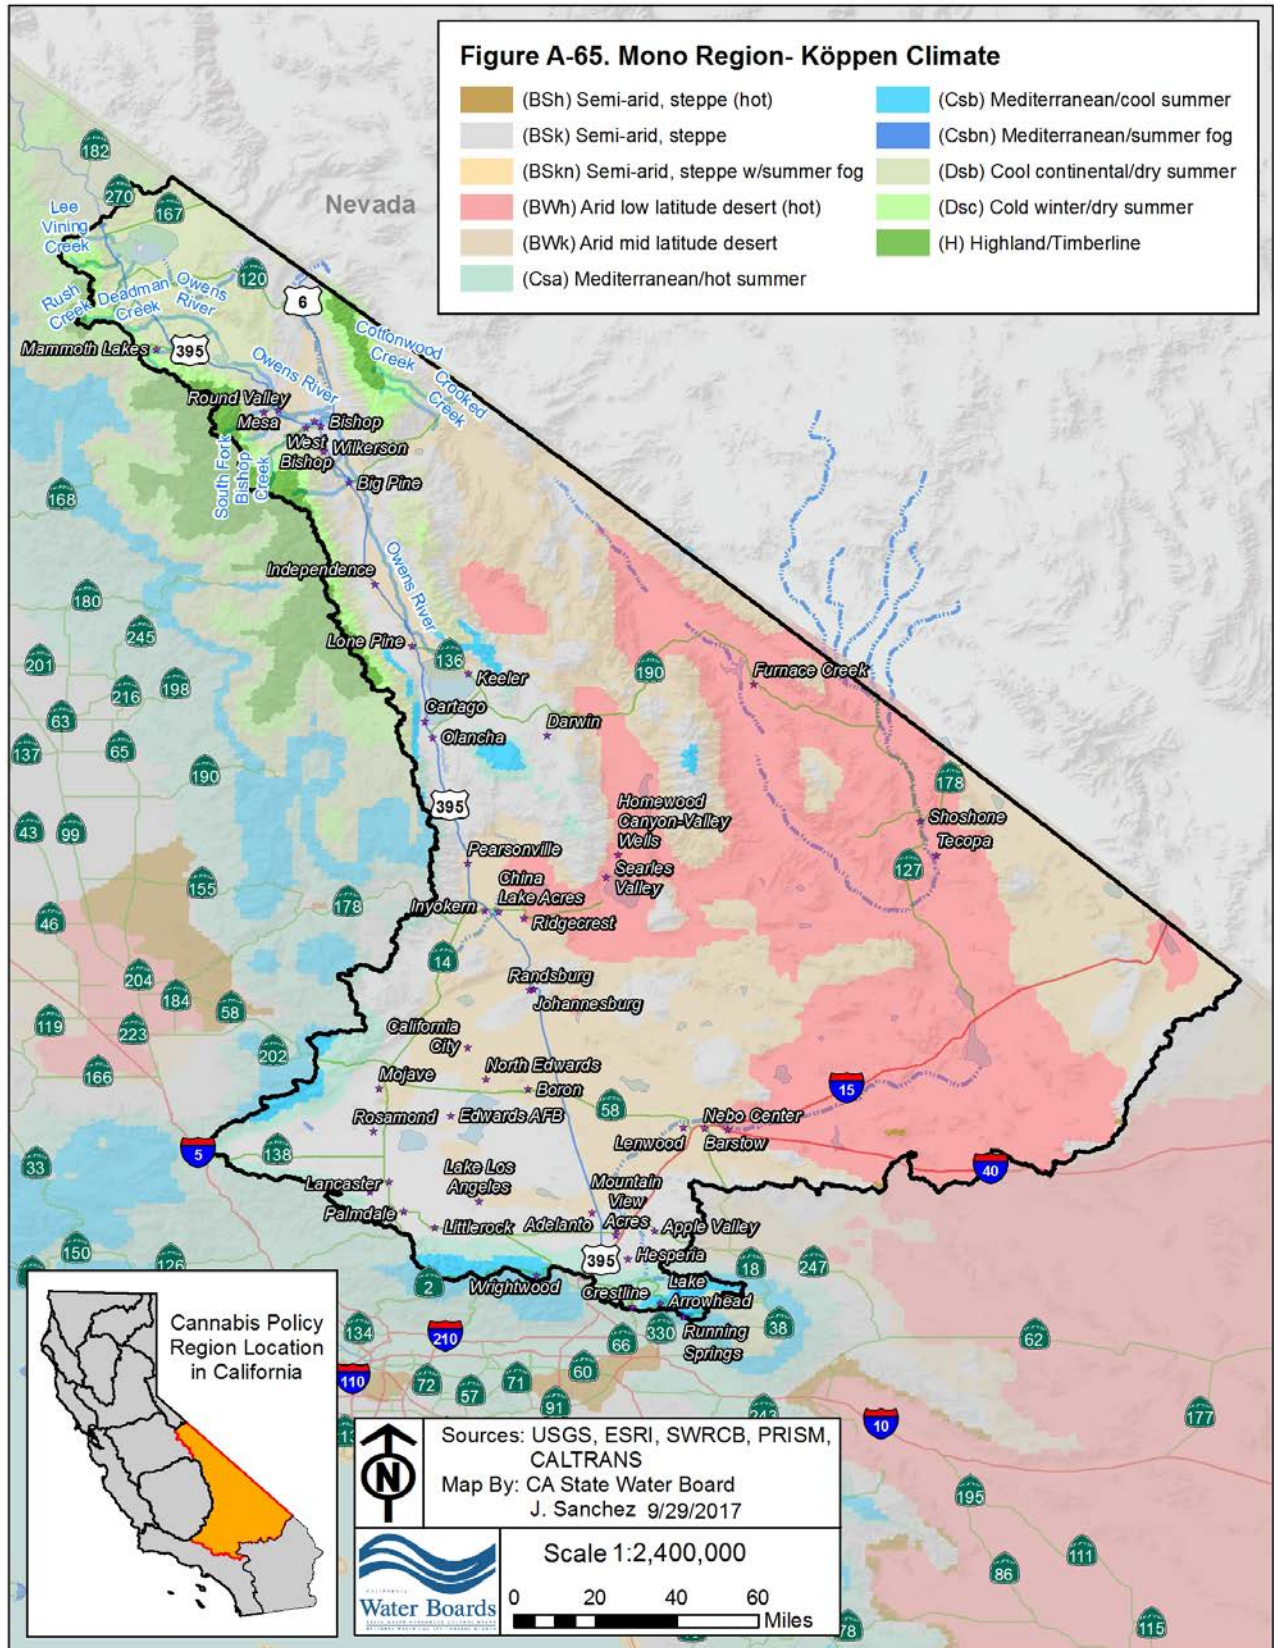 Figure A-65. Mono Region- Köppen Climate
(BSh) Semi-arid, steppe (hot)
(BSk) Semi-arid, steppe
(BSkn) Semi-arid, steppe w/summer fog
(BWh) Arid low latitude desert (hot)
(BWk) Arid mid latitude desert
(Csa) Mediterranean/hot summer
(Csb) Mediterranean/cool summer
(Csbn) Mediterranean/summer fog
(Dsb) Cool continental/dry summer
(Dsc) Cold winter/dry summer
(H) Highland/Timberline
182
270
167
Nevada
Lee
Vining
Creek
120
6
Rush
Creek
Deadman
Creek
Owens
River
Mammoth Lakes
395
Cottonwood
Creek
Crooked
Creek
Owens River
Round Valley
Mesa
Bishop
West
Bishop
Wilkerson
South Fork
Bishop
Creek
Big Pine
168
Independence
Owens River
180
245
Lone Pine
136
201
216
198
Keeler
190
Furnace Creek
63
Cartago
Darwin
137
65
Olancha
190
178
395
Homewood
Canyon-Valley
Wells
Shoshone
43
99
Tecopa
Pearsonville
Searles
Valley
127
155
China
Lake Acres
178
Inyokern
Ridgecrest
46
14
204
184
58
Randsburg
Johannesburg
119
223
California
City
202
166
Mojave
North Edwards
Boron
15
Rosamond
Edwards AFB
58
Nebo Center
Lenwood
Barstow
5
138
33
40
Lake Los
Angeles
Mountain
View
Acres
Lancaster
Palmdale
Littlerock
Adelanto
Apple Valley
150
126
395
Hesperia
18
247
2
Wrightwood
Crestline
Lake
Arrowhead
134
210
66
330
Running
Springs
38
62
110
72
57
71
60
91
243
10
177
195
111
86
78
115
Cannabis Policy
Region Location
in California
N
Sources: USGS, ESRI, SWRCB, PRISM,
CALTRANS
Map By: CA State Water Board
J. Sanchez 9/29/2017
CALIFORNIA
Water Boards
Scale 1:2,400,000
0 20 40 60
Miles